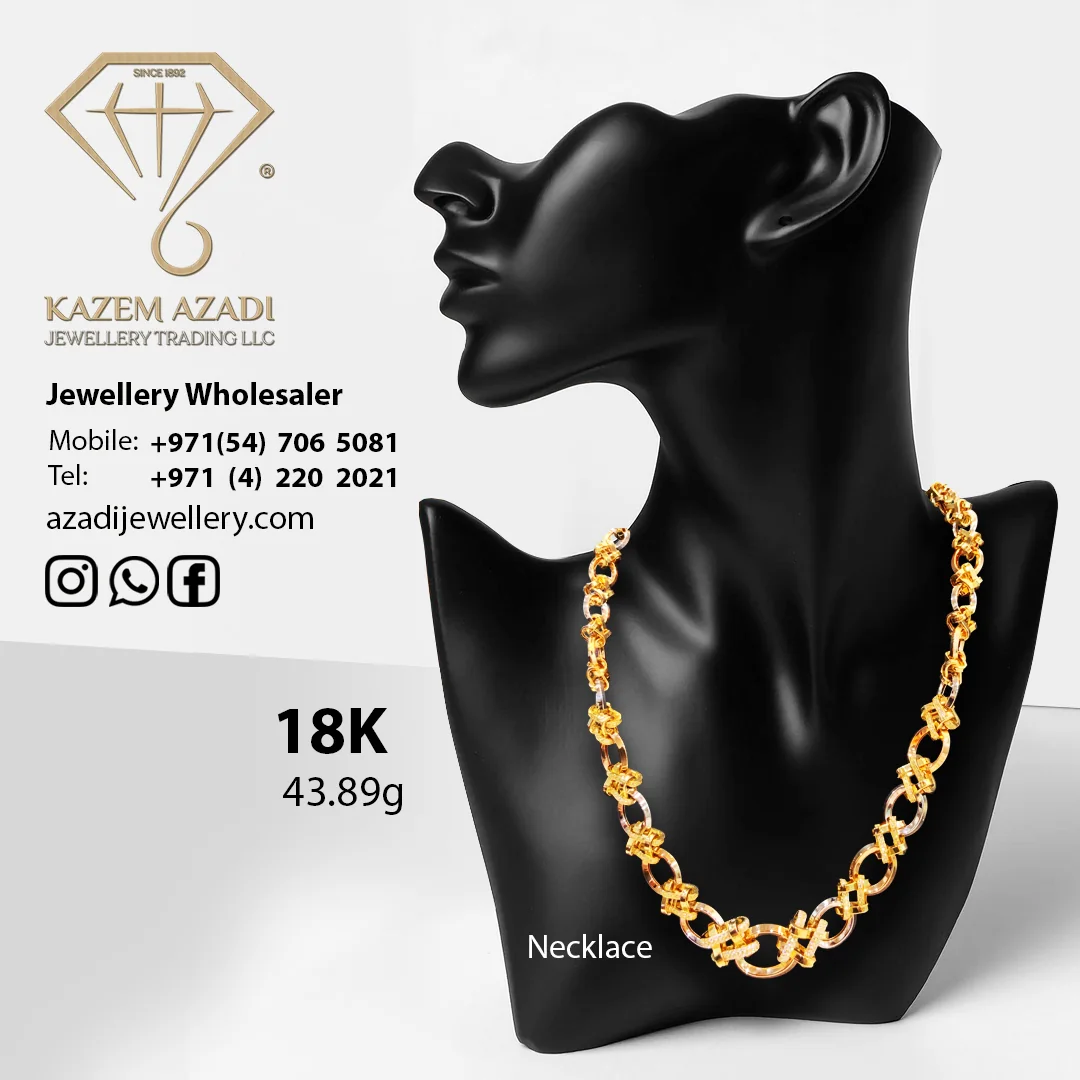 SINCE 1892
®
KAZEM AZADI
JEWELLERY TRADING LLC
Jewellery Wholesaler
Mobile: +971(54) 706 5081
Tel: +971 (4) 220 2021
azadijewellery.com
18K
43.89g
Necklace